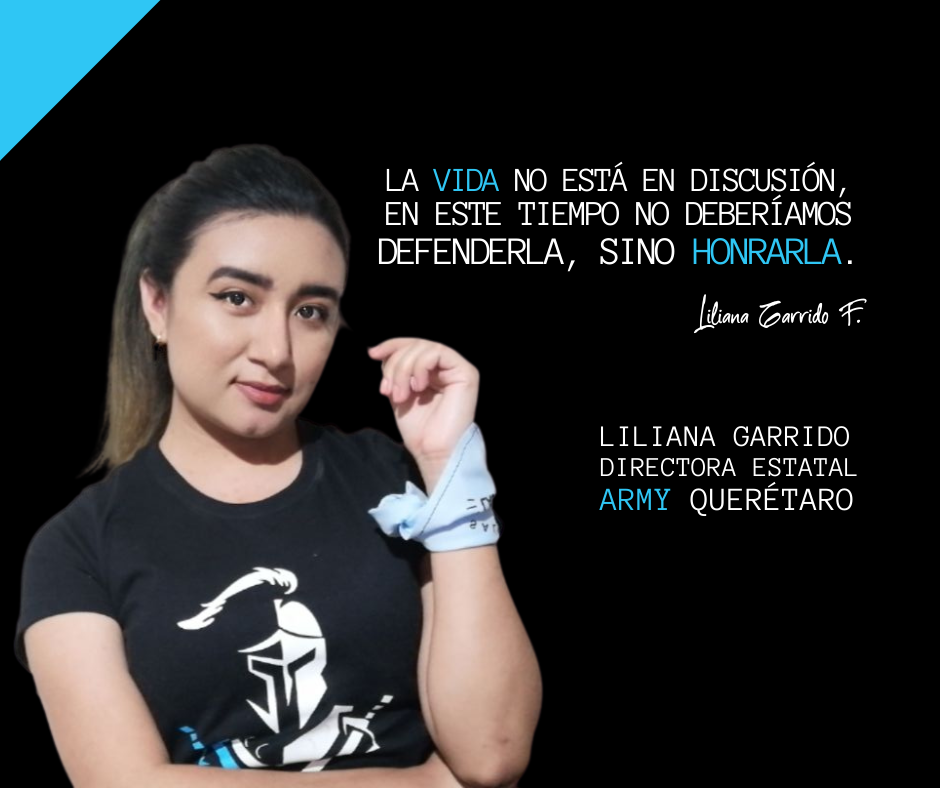 LA VIDA NO ESTÁ EN DISCUSIÓN,
EN ESTE TIEMPO NO DEBERÍAMOS
DEFENDERLA, SINO HONRARLA.
Liliana Garrido F.
LILIANA GARRIDO
DIRECTORA ESTATAL
ARMY QUERÉTARO